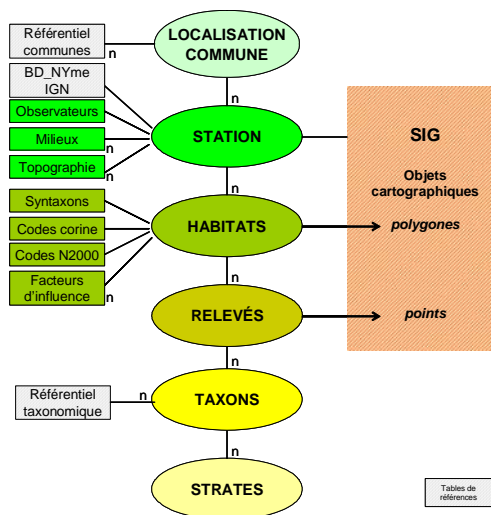 Référentiel
communes
n
LOCALISATION
COMMUNE
n
BD_NYme
IGN
Observateurs
Milieux
n
Topographie
n
STATION
n
SIG
Objets
cartographiques
Syntaxons
Codes corine
Codes N2000
Facteurs
d'influence
n
HABITATS
polygones
n
RELEVÉS
points
n
Référentiel
taxonomique
n
TAXONS
n
STRATES
Tables de
références